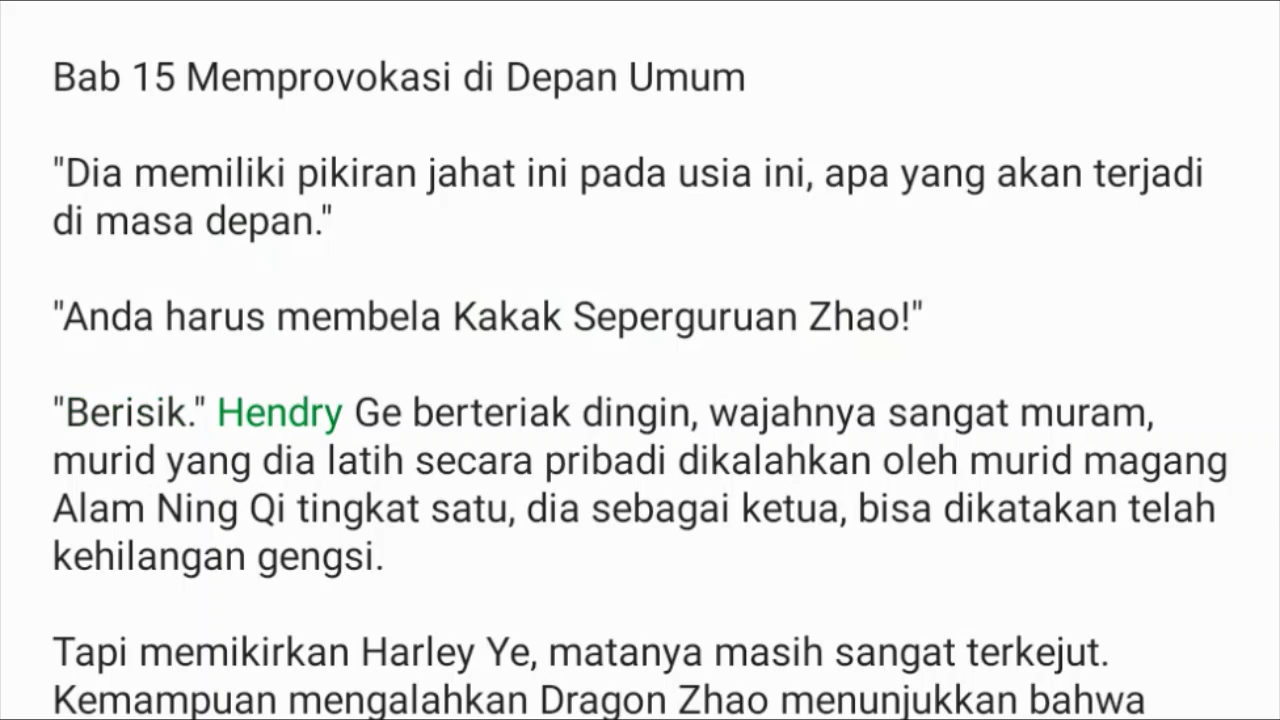 Bab 15 Memprovokasi di Depan Umum
"Dia memiliki pikiran jahat ini pada usia ini, apa yang akan terjadi
di masa depan."
"Anda harus membela Kakak Seperguruan Zhao!"
"Berisik." Hendry Ge berteriak dingin, wajahnya sangat muram,
murid yang dia latih secara pribadi dikalahkan oleh murid magang
Alam Ning Qi tingkat satu, dia sebagai ketua, bisa dikatakan telah
kehilangan gengsi.
Tapi memikirkan Harley Ye, matanya masih sangat terkejut.
Kemampuan mengalahkan Dragon Zhao menunjukkan bahwa